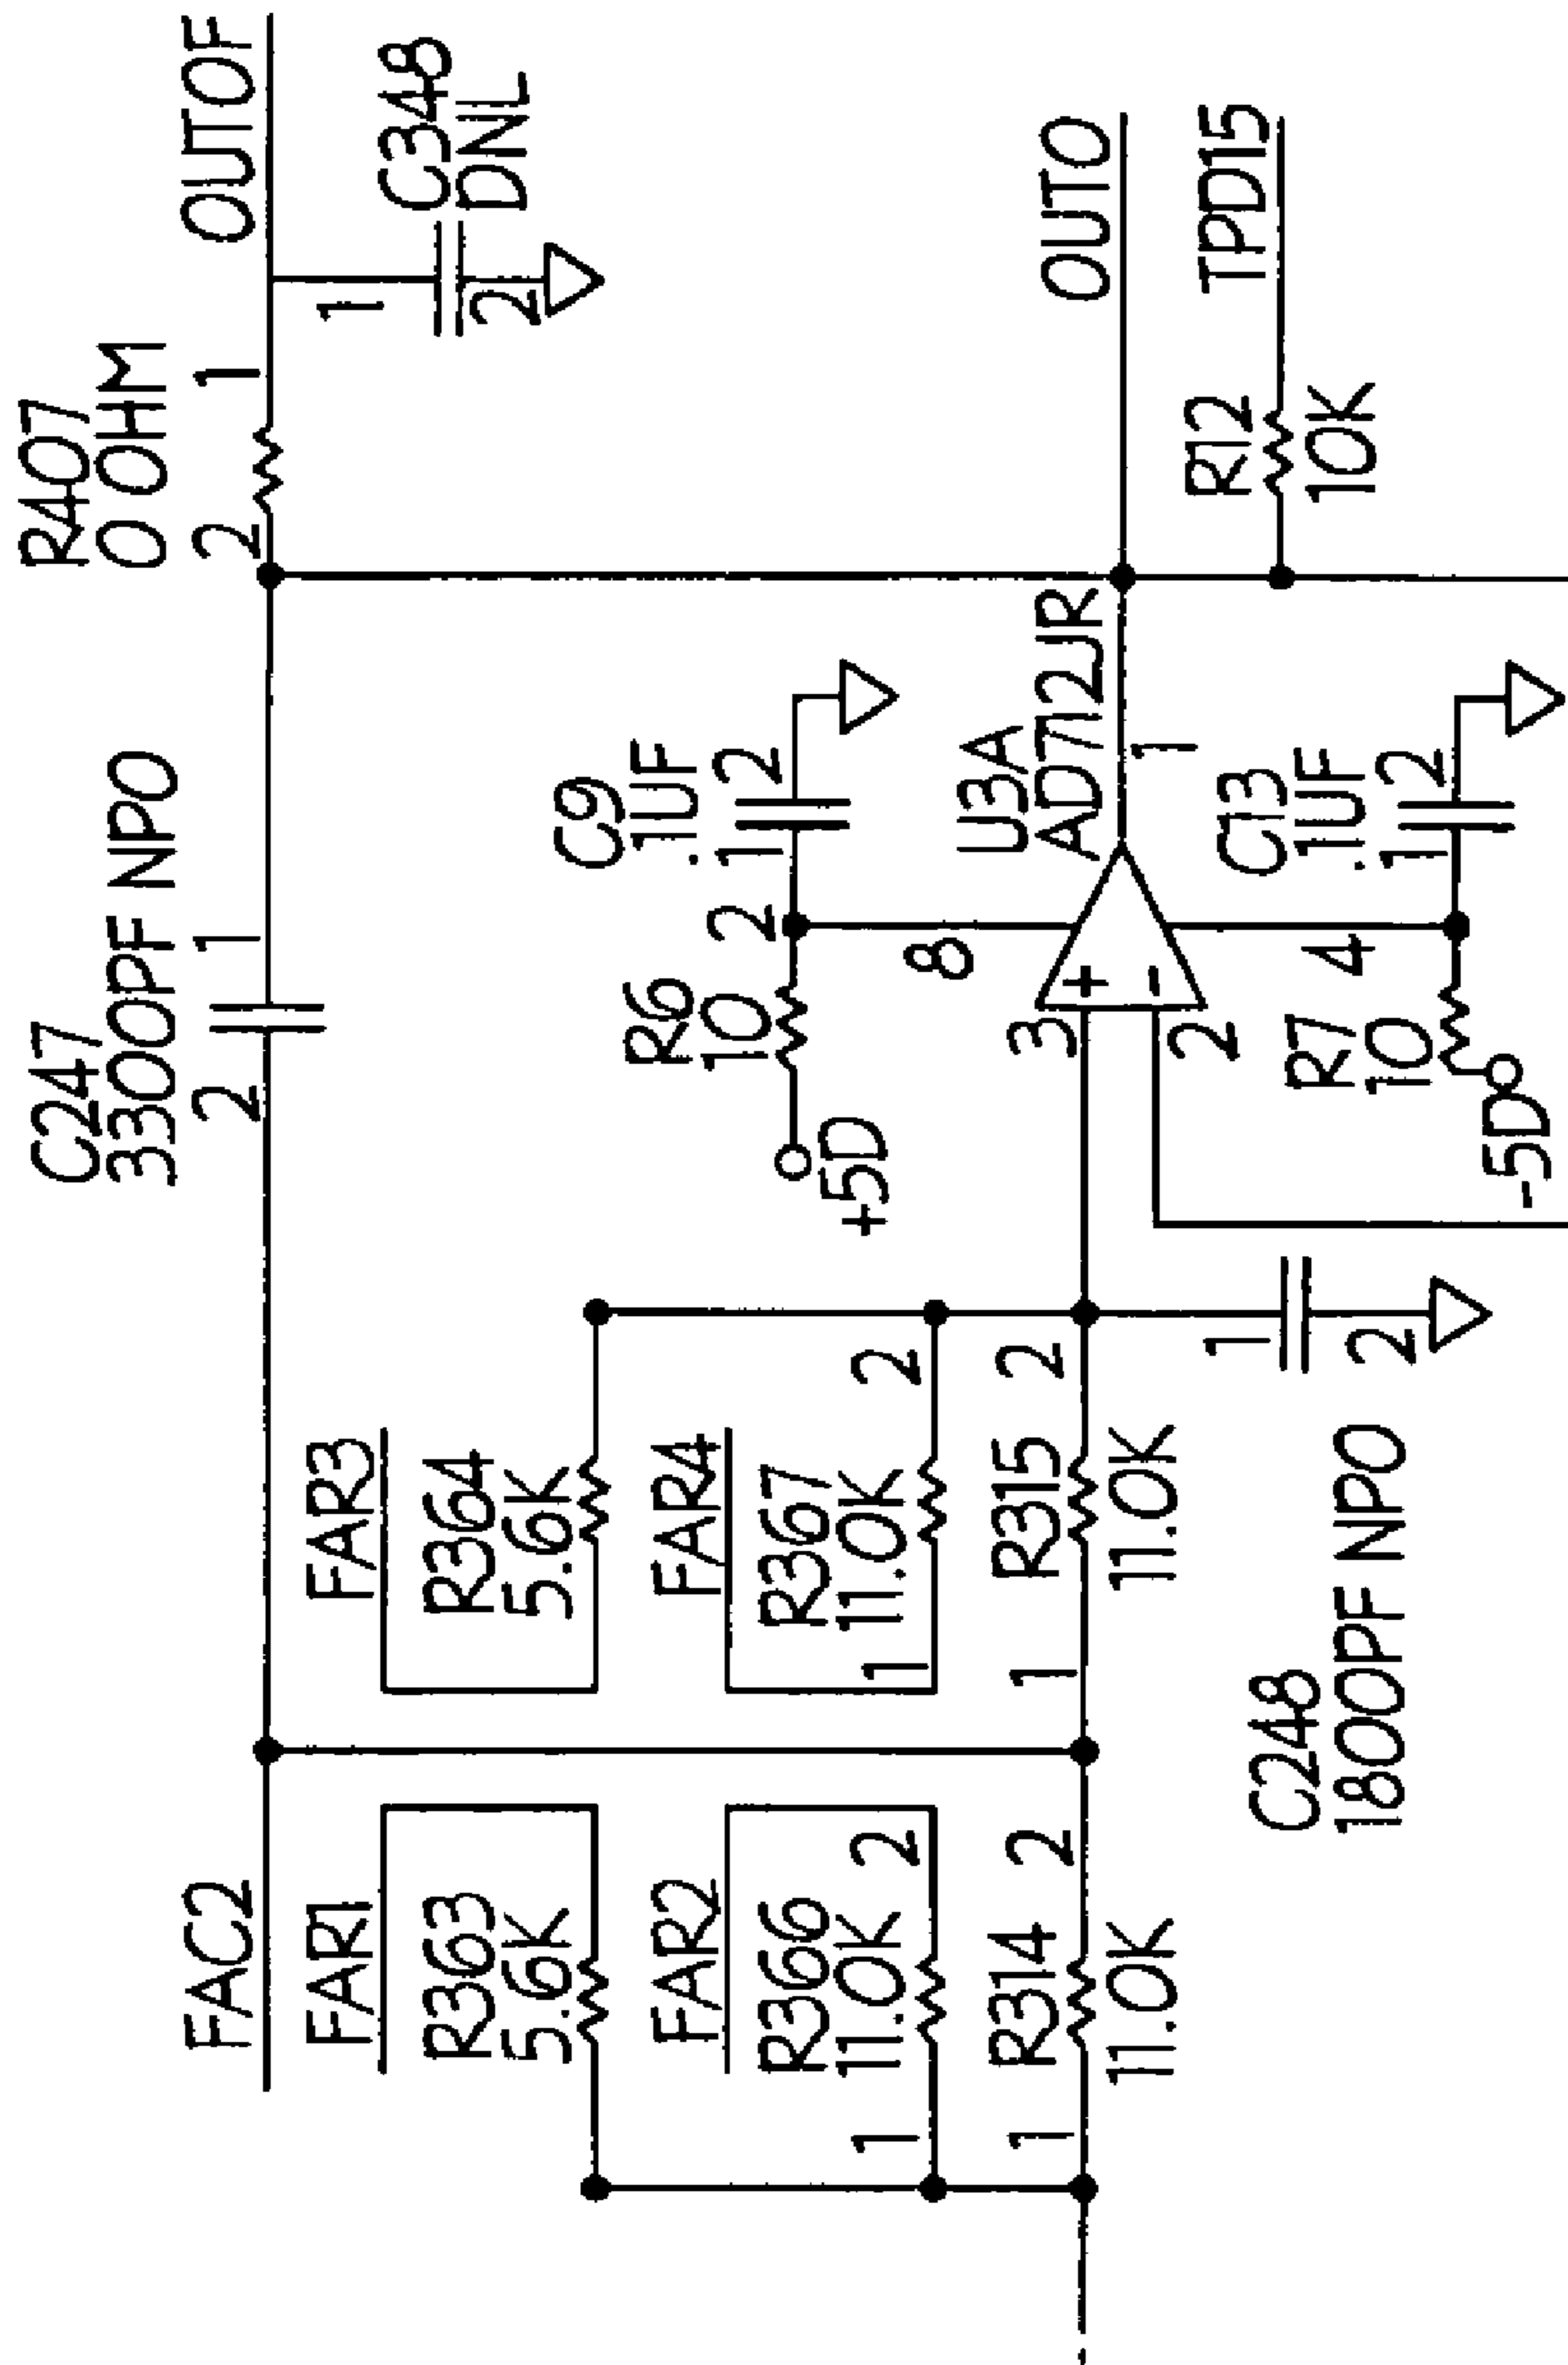 R407
0 OHM
2
1
OUT0F
1
2
C348
DNL
C247
3300PF NPO
2
1
FAC2
FAR1
R363
5.6K
FAR2
R366
11.0K
1
2
R314
1
2
11.0K
FAR3
R364
5.6K
FAR4
R367
11.0K
1
2
R315
1
2
11.0K
C248
1800PF NPO
1
2
+5D
R6
10
2
C9
.1UF
1
2
8
3
2
+
-
U3A
AD712JR
1
4
R7
10
-5D
C13
.1UF
1
2
OUT0
TPD15
R12
10K